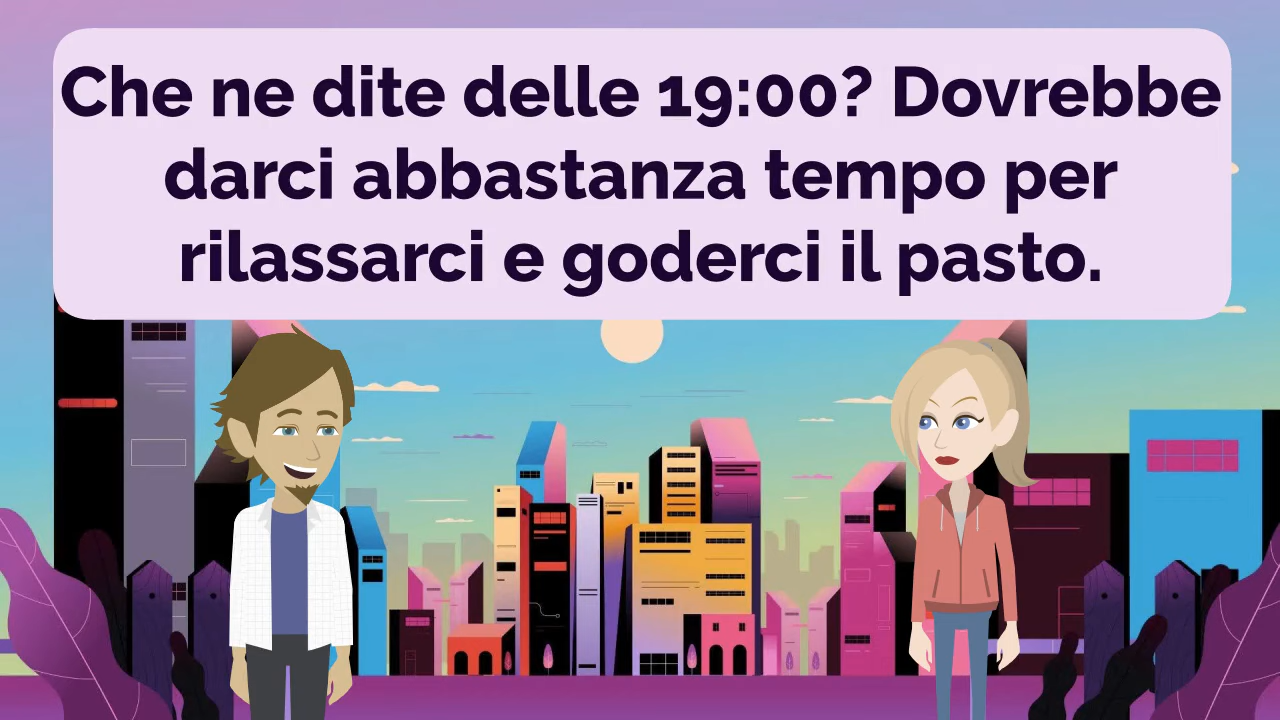 Che ne dite delle 19:00? Dovrebbe
darci abbastanza tempo per
rilassarci e goderci il pasto.